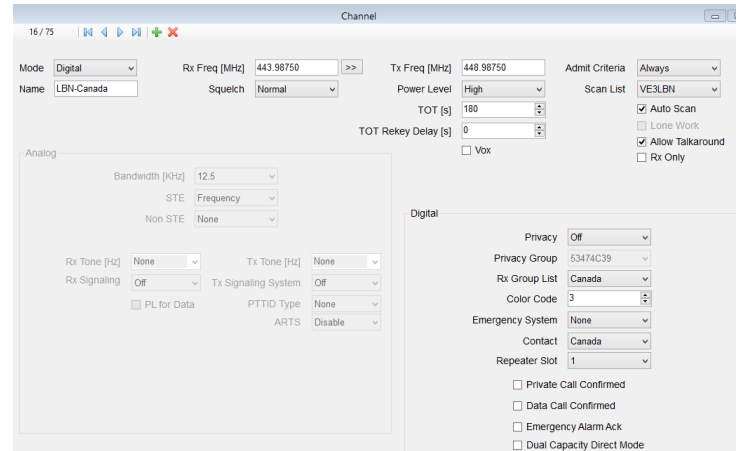 Channel
16 / 75
Mode Digital Rx Freq [MHz] 443.98750 >> Tx Freq [MHz] 448.98750 Admit Criteria Always
Name LBN-Canada Squelch Normal Power Level High Scan List VE3LBN
TOT [s] 180 Auto Scan
TOT Rekey Delay [s] 0 Lone Work
Vox Allow Talkaround
Rx Only
Analog
Bandwidth [KHz] 12.5
STE Frequency
Non STE None
Rx Tone [Hz] None Tx Tone [Hz] None
Rx Signaling Off Tx Signaling System Off
PL for Data PTTID Type None
ARTS Disable
Digital
Privacy Off
Privacy Group 53474C39
Rx Group List Canada
Color Code 3
Emergency System None
Contact Canada
Repeater Slot 1
Private Call Confirmed
Data Call Confirmed
Emergency Alarm Ack
Dual Capacity Direct Mode